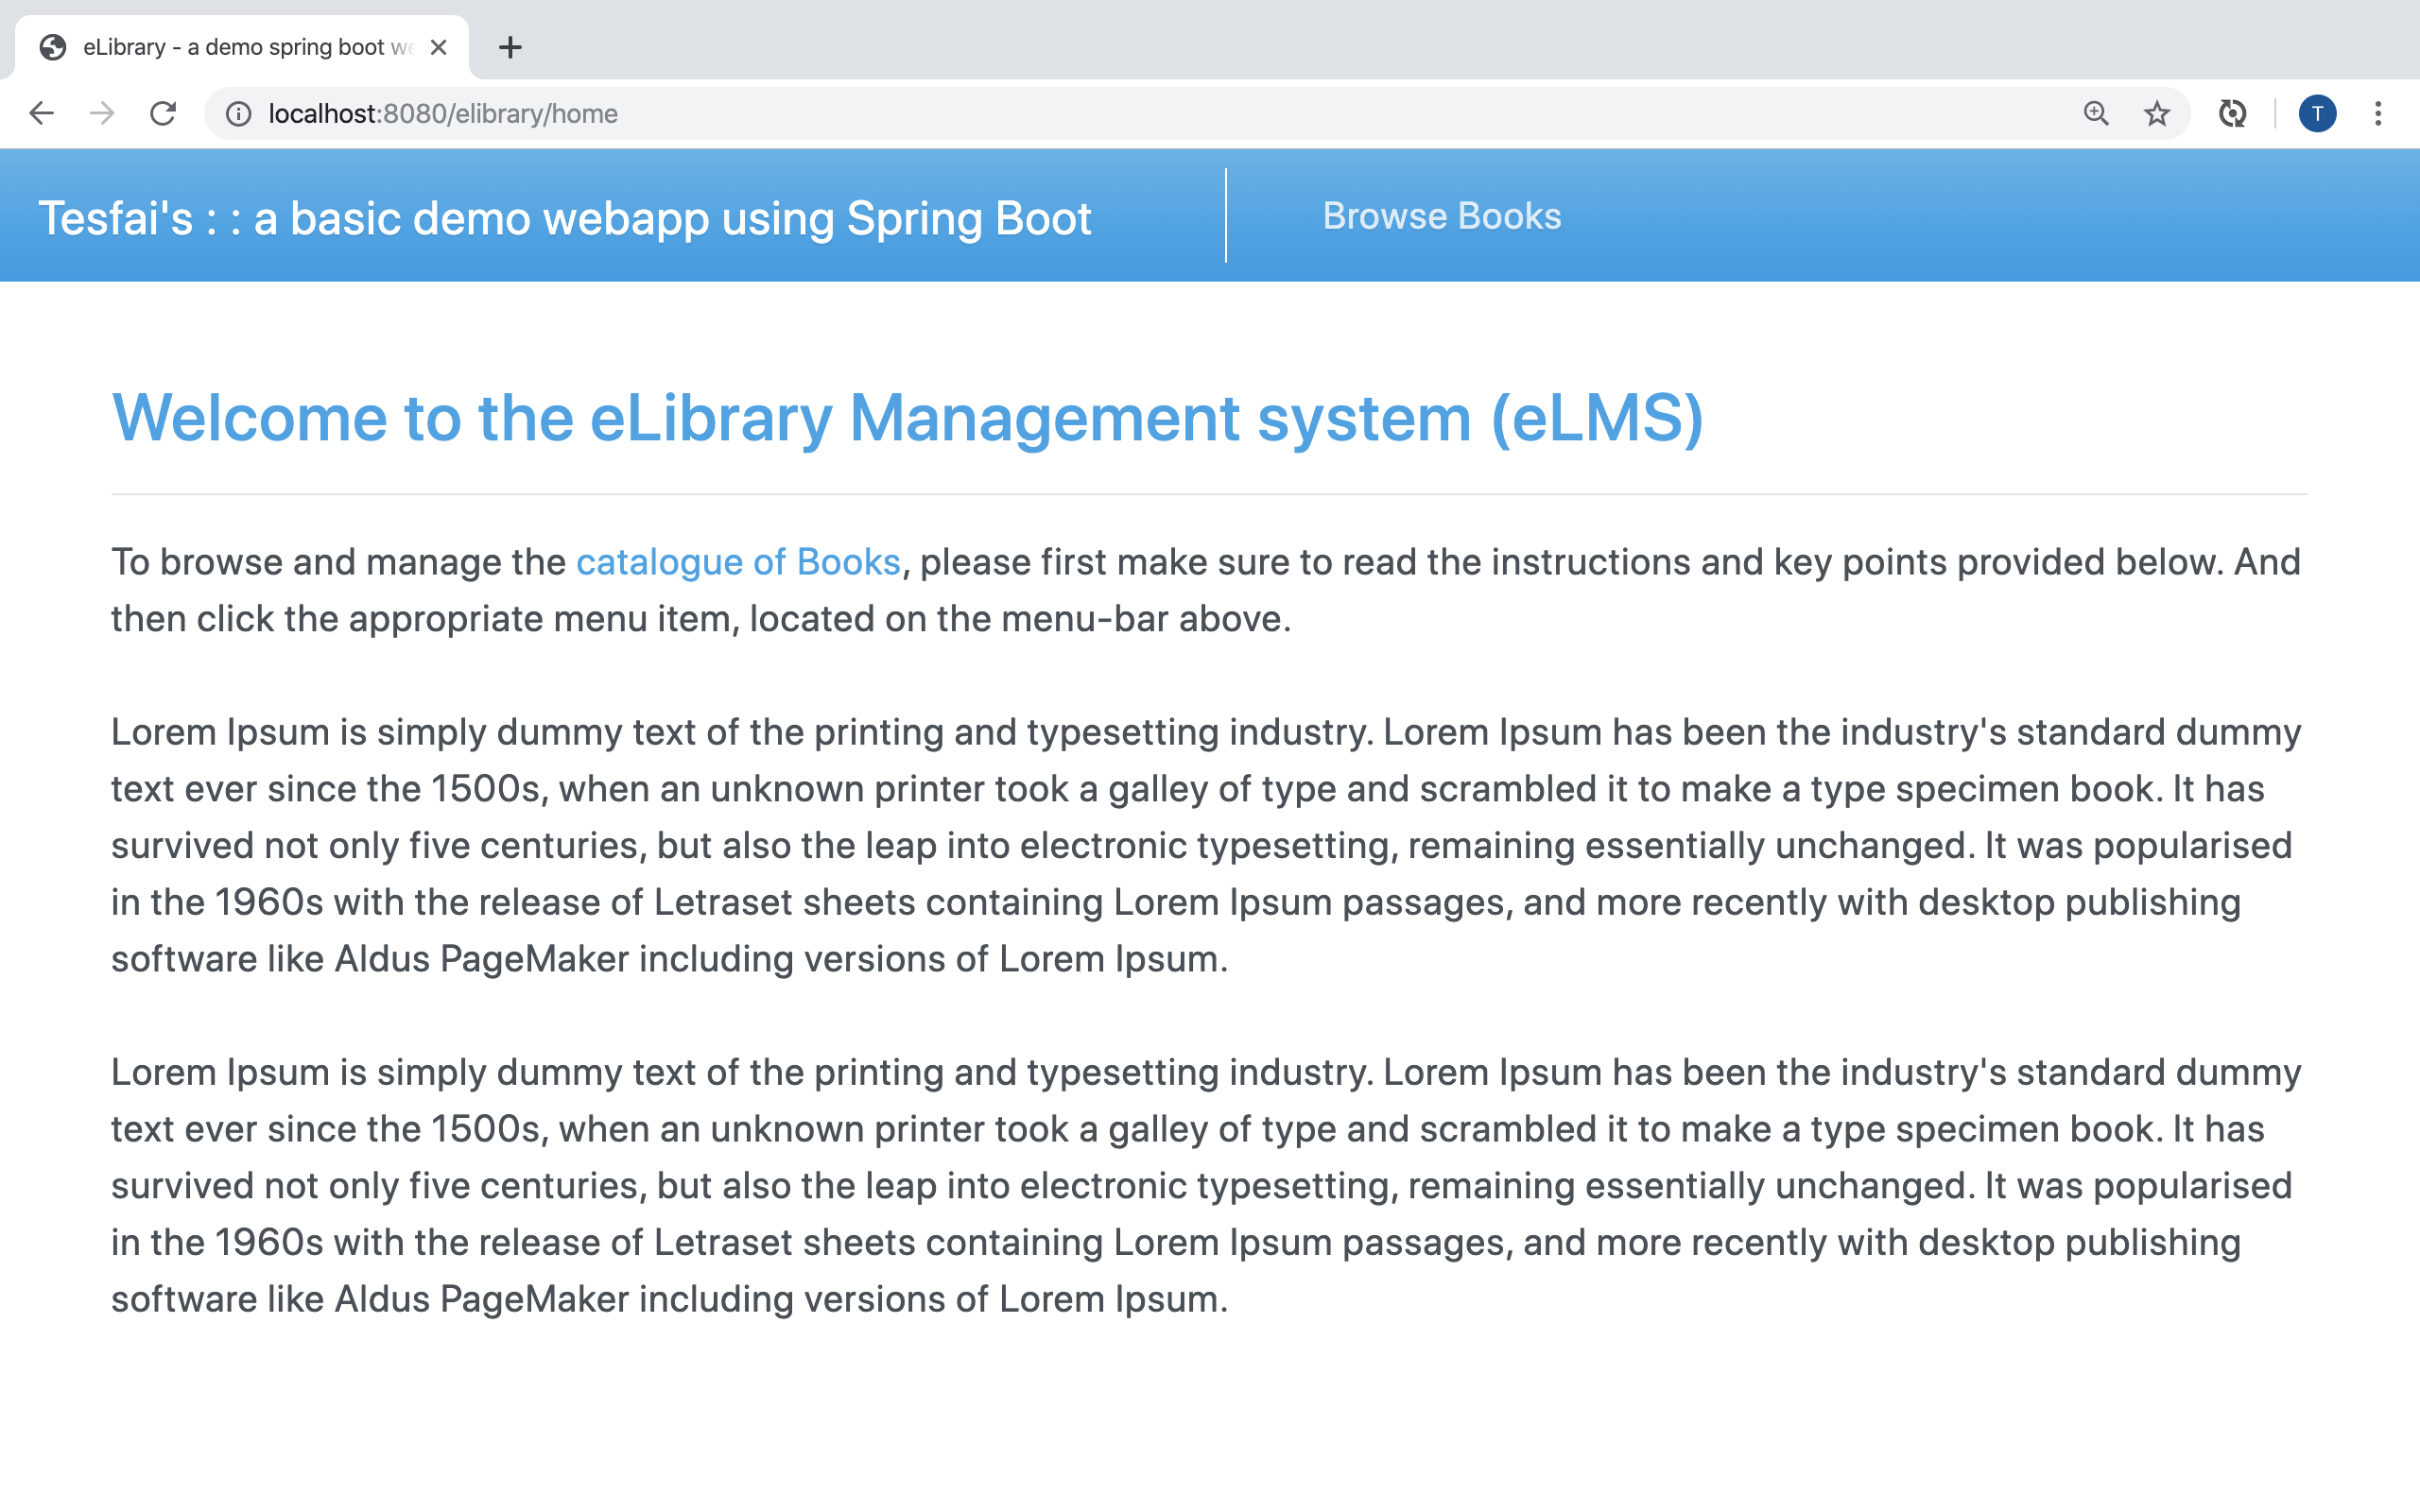 eLibrary - a demo spring boot we
localhost:8080/elibrary/home
T
Tesfai's : : a basic demo webapp using Spring Boot
Browse Books
Welcome to the eLibrary Management system (eLMS)
To browse and manage the catalogue of Books, please first make sure to read the instructions and key points provided below. And
then click the appropriate menu item, located on the menu-bar above.
Lorem Ipsum is simply dummy text of the printing and typesetting industry. Lorem Ipsum has been the industry's standard dummy
text ever since the 1500s, when an unknown printer took a galley of type and scrambled it to make a type specimen book. It has
survived not only five centuries, but also the leap into electronic typesetting, remaining essentially unchanged. It was popularised
in the 1960s with the release of Letraset sheets containing Lorem Ipsum passages, and more recently with desktop publishing
software like Aldus PageMaker including versions of Lorem Ipsum.
Lorem Ipsum is simply dummy text of the printing and typesetting industry. Lorem Ipsum has been the industry's standard dummy
text ever since the 1500s, when an unknown printer took a galley of type and scrambled it to make a type specimen book. It has
survived not only five centuries, but also the leap into electronic typesetting, remaining essentially unchanged. It was popularised
in the 1960s with the release of Letraset sheets containing Lorem Ipsum passages, and more recently with desktop publishing
software like Aldus PageMaker including versions of Lorem Ipsum.